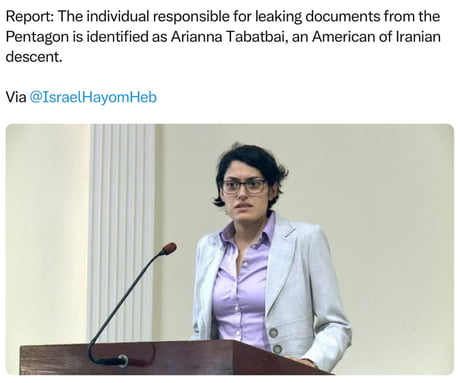 Report: The individual responsible for leaking documents from the
Pentagon is identified as Arianna Tabatbai, an American of Iranian
descent.
Via @IsraelHayomHeb